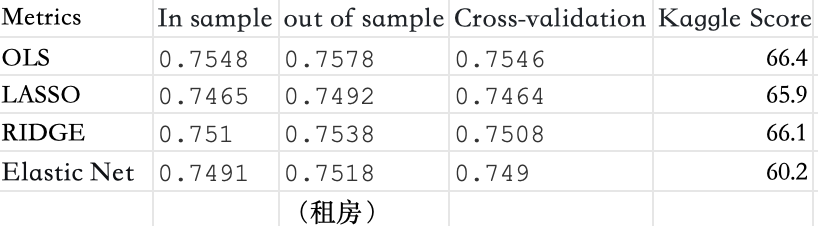 Metrics In sample out of sample Cross-validation Kaggle Score
OLS 0.7548 0.7578 0.7546 66.4
LASSO 0.7465 0.7492 0.7464 65.9
RIDGE 0.751 0.7538 0.7508 66.1
Elastic Net 0.7491 0.7518 0.749 60.2
（租房）